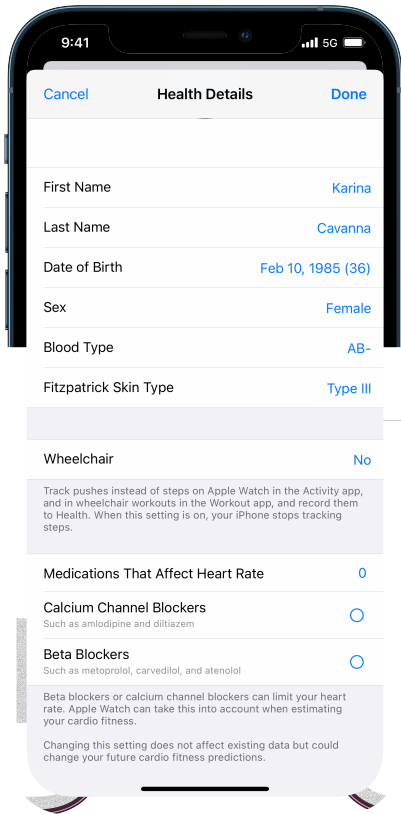 9:41 5G
Cancel Health Details Done
First Name Karina
Last Name Cavanna
Date of Birth Feb 10, 1985 (36)
Sex Female
Blood Type AB-
Fitzpatrick Skin Type Type III
Wheelchair No
Track pushes instead of steps on Apple Watch in the Activity app,
and in wheelchair workouts in the Workout app, and record them
to Health. When this setting is on, your iPhone stops tracking
steps.
Medications That Affect Heart Rate 0
Calcium Channel Blockers
Such as amlodipine and diltiazem
Beta Blockers
Such as metoprolol, carvedilol, and atenolol
Beta blockers or calcium channel blockers can limit your heart
rate. Apple Watch can take this into account when estimating
your cardio fitness.
Changing this setting does not affect existing data but could
change your future cardio fitness predictions.